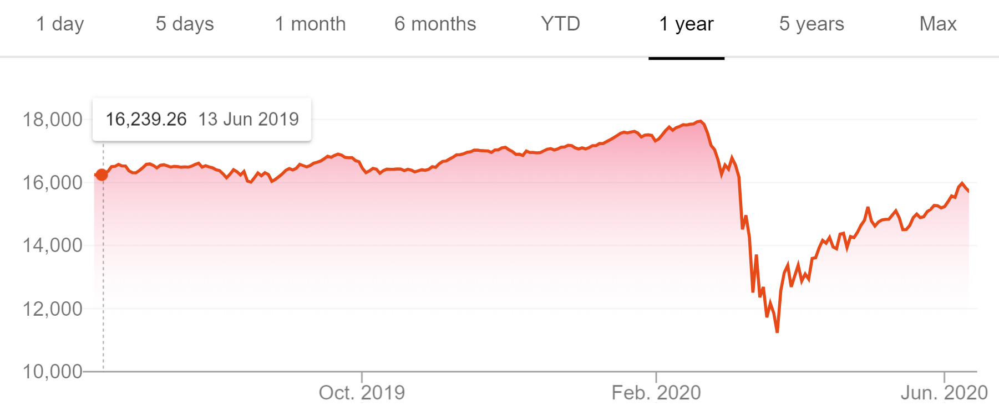 1 day 5 days 1 month 6 months YTD 1 year 5 years Max
16,239.26 13 Jun 2019
18,000
16,000
14,000
12,000
10,000
Oct. 2019 Feb. 2020 Jun. 2020